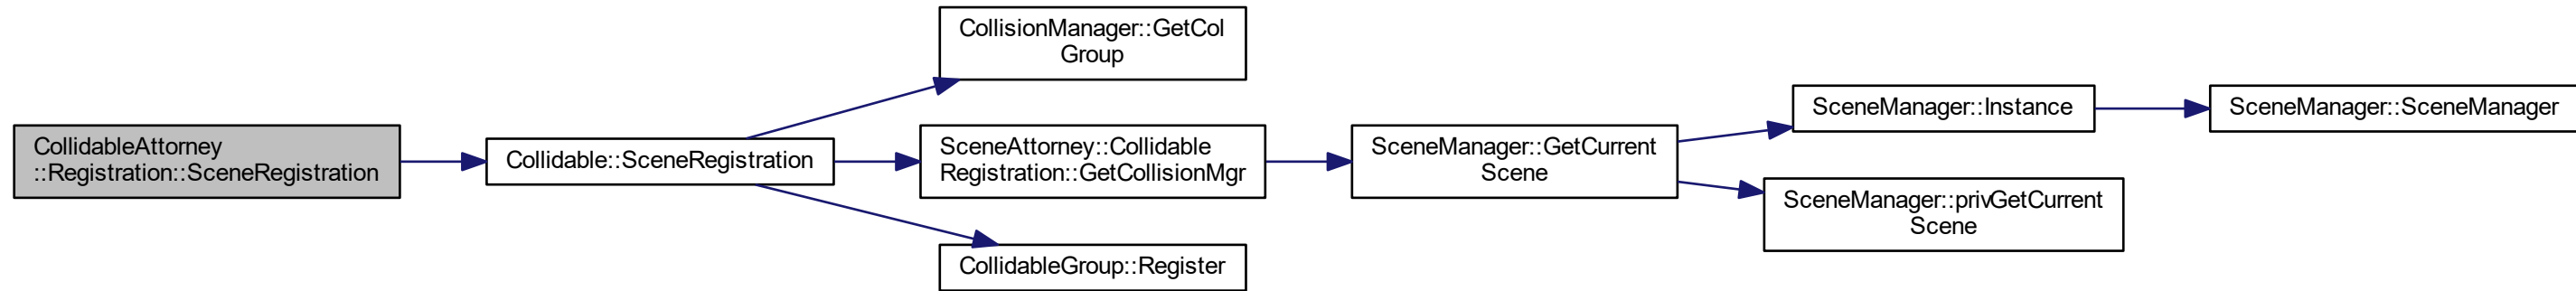 CollidableAttorney
::Registration::SceneRegistration
Collidable::SceneRegistration
CollisionManager::GetCol
Group
SceneAttorney::Collidable
Registration::GetCollisionMgr
CollidableGroup::Register
SceneManager::GetCurrent
Scene
SceneManager::Instance
SceneManager::privGetCurrent
Scene
SceneManager::SceneManager